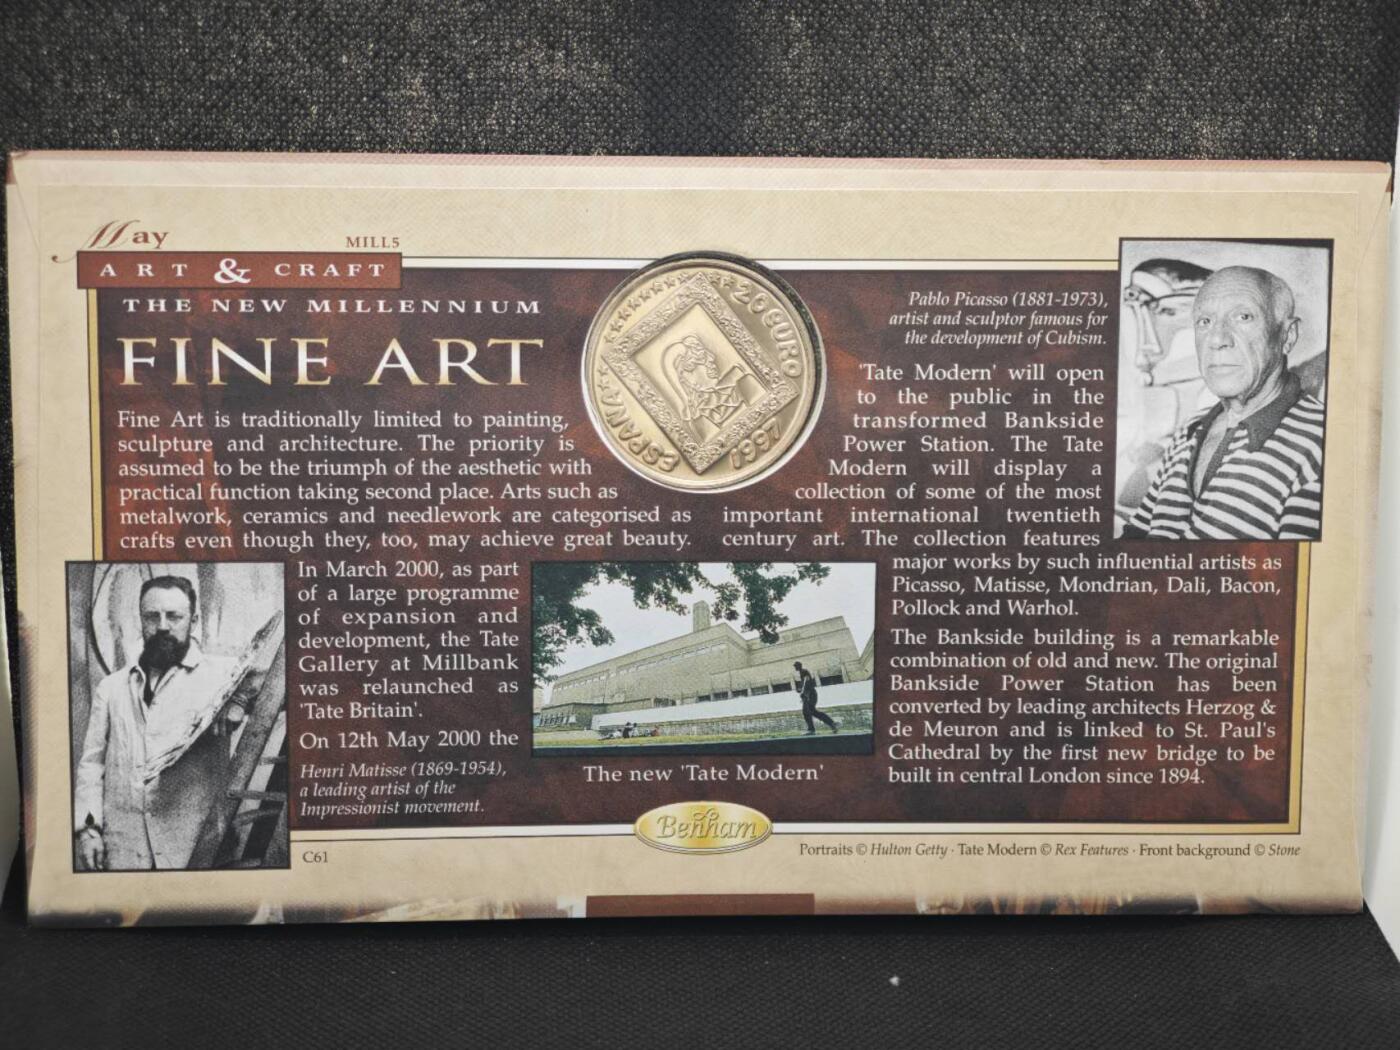 May
MILL5
ART & CRAFT
THE NEW MILLENNIUM
FINE ART
Fine Art is traditionally limited to painting,
sculpture and architecture. The priority is
assumed to be the triumph of the aesthetic with
practical function taking second place. Arts such as
metalwork, ceramics and needlework are categorised as
crafts even though they, too, may achieve great beauty.
In March 2000, as part
of a large programme
of expansion and
development, the Tate
Gallery at Millbank
was relaunched as
'Tate Britain'.
On 12th May 2000 the
Henri Matisse (1869-1954),
a leading artist of the
Impressionist movement.
C61
20 EURO
ESPANA
1997
The new 'Tate Modern'
Benham
Pablo Picasso (1881-1973),
artist and sculptor famous for
the development of Cubism.
'Tate Modern' will open
to the public in the
transformed Bankside
Power Station. The Tate
Modern will display a
collection of some of the most
important international twentieth
century art. The collection features
major works by such influential artists as
Picasso, Matisse, Mondrian, Dali, Bacon,
Pollock and Warhol.
The Bankside building is a remarkable
combination of old and new. The original
Bankside Power Station has been
converted by leading architects Herzog &
de Meuron and is linked to St. Paul's
Cathedral by the first new bridge to be
built in central London since 1894.
Portraits © Hulton Getty · Tate Modern © Rex Features · Front background © Stone